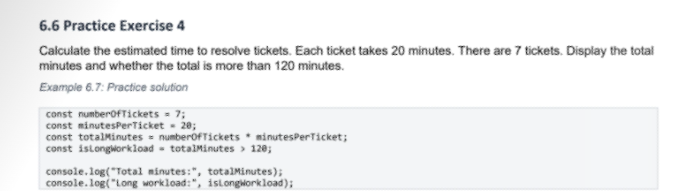 6.6 Practice Exercise 4
Calculate the estimated time to resolve tickets. Each ticket takes 20 minutes. There are 7 tickets. Display the total
minutes and whether the total is more than 120 minutes.
Example 6.7: Practice solution
const numberOfTickets = 7;
const minutesPerTicket = 20;
const totalMinutes = numberOfTickets * minutesPerTicket;
const isLongWorkload = totalMinutes > 120;
console.log("Total minutes:", totalMinutes);
console.log("Long workload:", isLongWorkload);